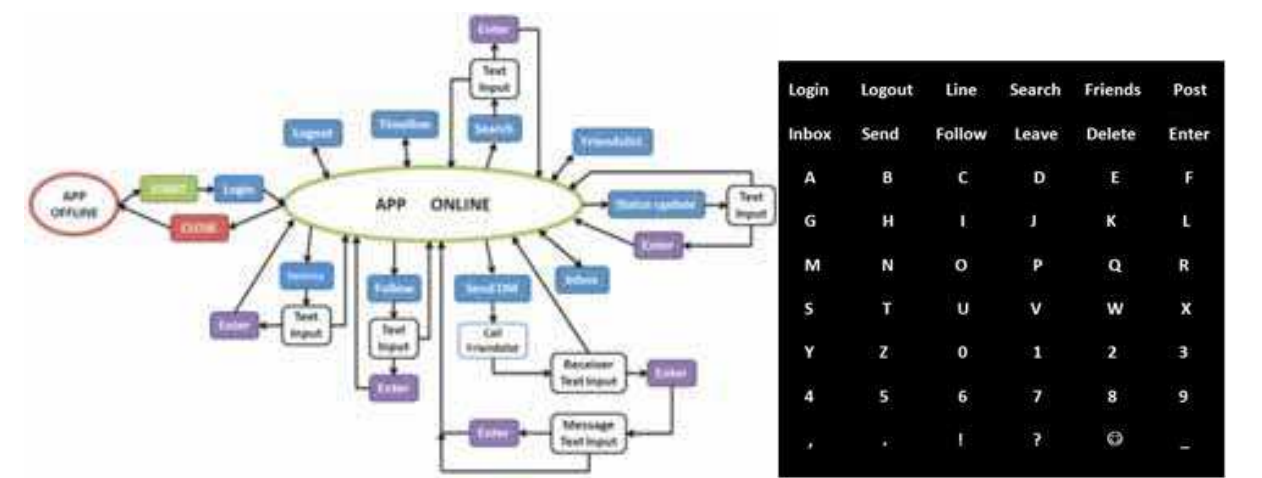 Enter
Text
Input
Logout
Timeline
Search
Friendslist
APP
OFFLINE
START
Login
CLOSE
APP ONLINE
Status update
Text
Input
Enter
Follow
Send DM
Inbox
Enter
Text
Input
Text
Input
Call
Friendslist
Enter
Receiver
Text Input
Enter
Enter
Message
Text Input
Login Logout Line Search Friends Post
Inbox Send Follow Leave Delete Enter
A B C D E F
G H I J K L
M N O P Q R
S T U V W X
Y Z 0 1 2 3
4 5 6 7 8 9
, . ! ? ☺ _